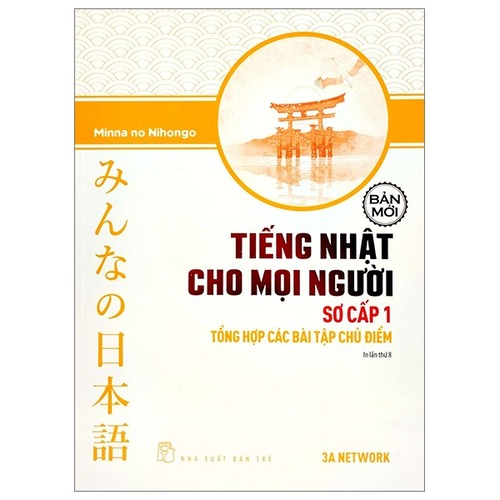 Minna no Nihongo
みんなの日本語
BẢN
MỚI
TIẾNG NHẬT
CHO MỌI NGƯỜI
SƠ CẤP 1
TỔNG HỢP CÁC BÀI TẬP CHỦ ĐIỂM
In lần thứ 8
NHÀ XUẤT BẢN TRẺ
3A NETWORK